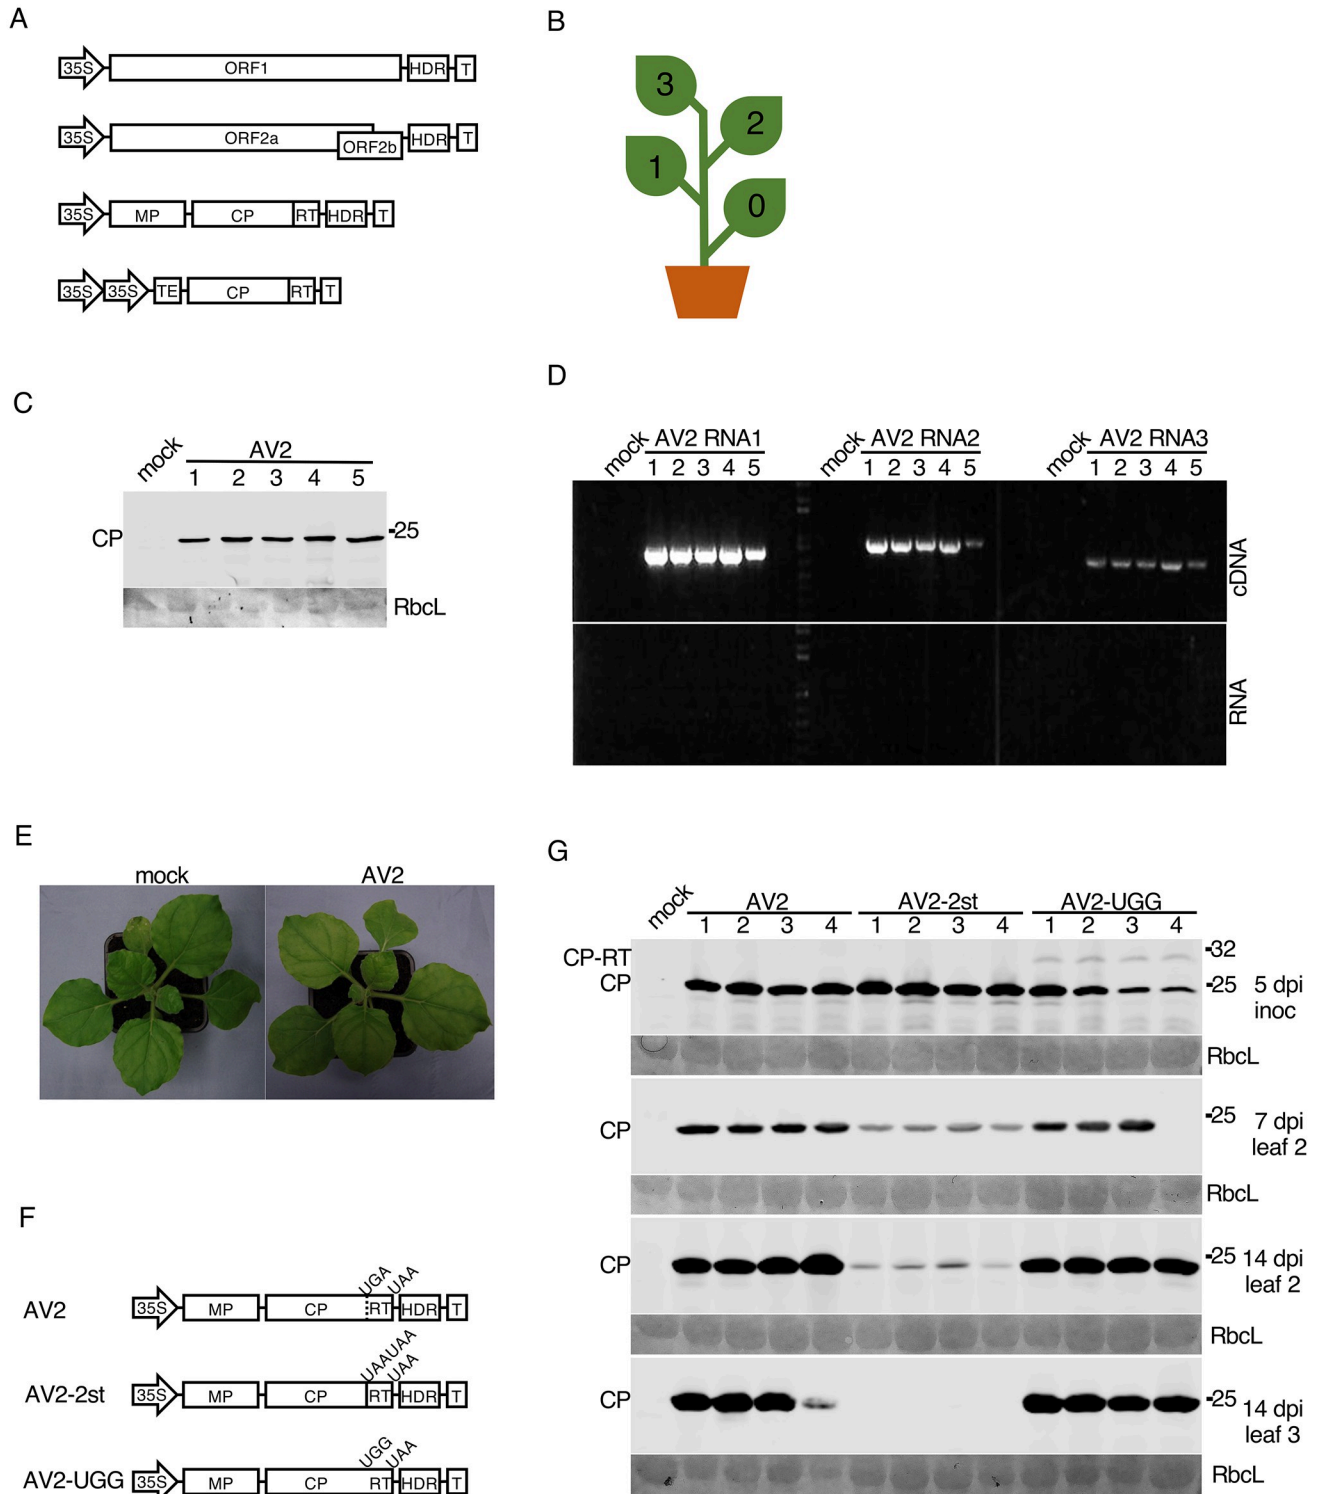 A
35S ORF1 HDR T
35S ORF2a ORF2b HDR T
35S MP CP RT HDR T
35S 35S TE CP RT T
B
3
2
1
0
C
mock AV2
1 2 3 4 5
CP -25
RbcL
D
mock AV2 RNA1 mock AV2 RNA2 mock AV2 RNA3
1 2 3 4 5 1 2 3 4 5 1 2 3 4 5
cDNA
RNA
E
mock AV2
F
UGA UAA
AV2 35S MP CP RT HDR T
UAAUAA UAA
AV2-2st 35S MP CP RT HDR T
UGG UAA
AV2-UGG 35S MP CP RT HDR T
G
mock AV2 AV2-2st AV2-UGG
1 2 3 4 1 2 3 4 1 2 3 4
CP-RT -32
CP -25 5 dpi
inoc
RbcL
-25
CP 7 dpi
leaf 2
RbcL
CP -25 14 dpi
leaf 2
RbcL
CP -25 14 dpi
leaf 3
RbcL